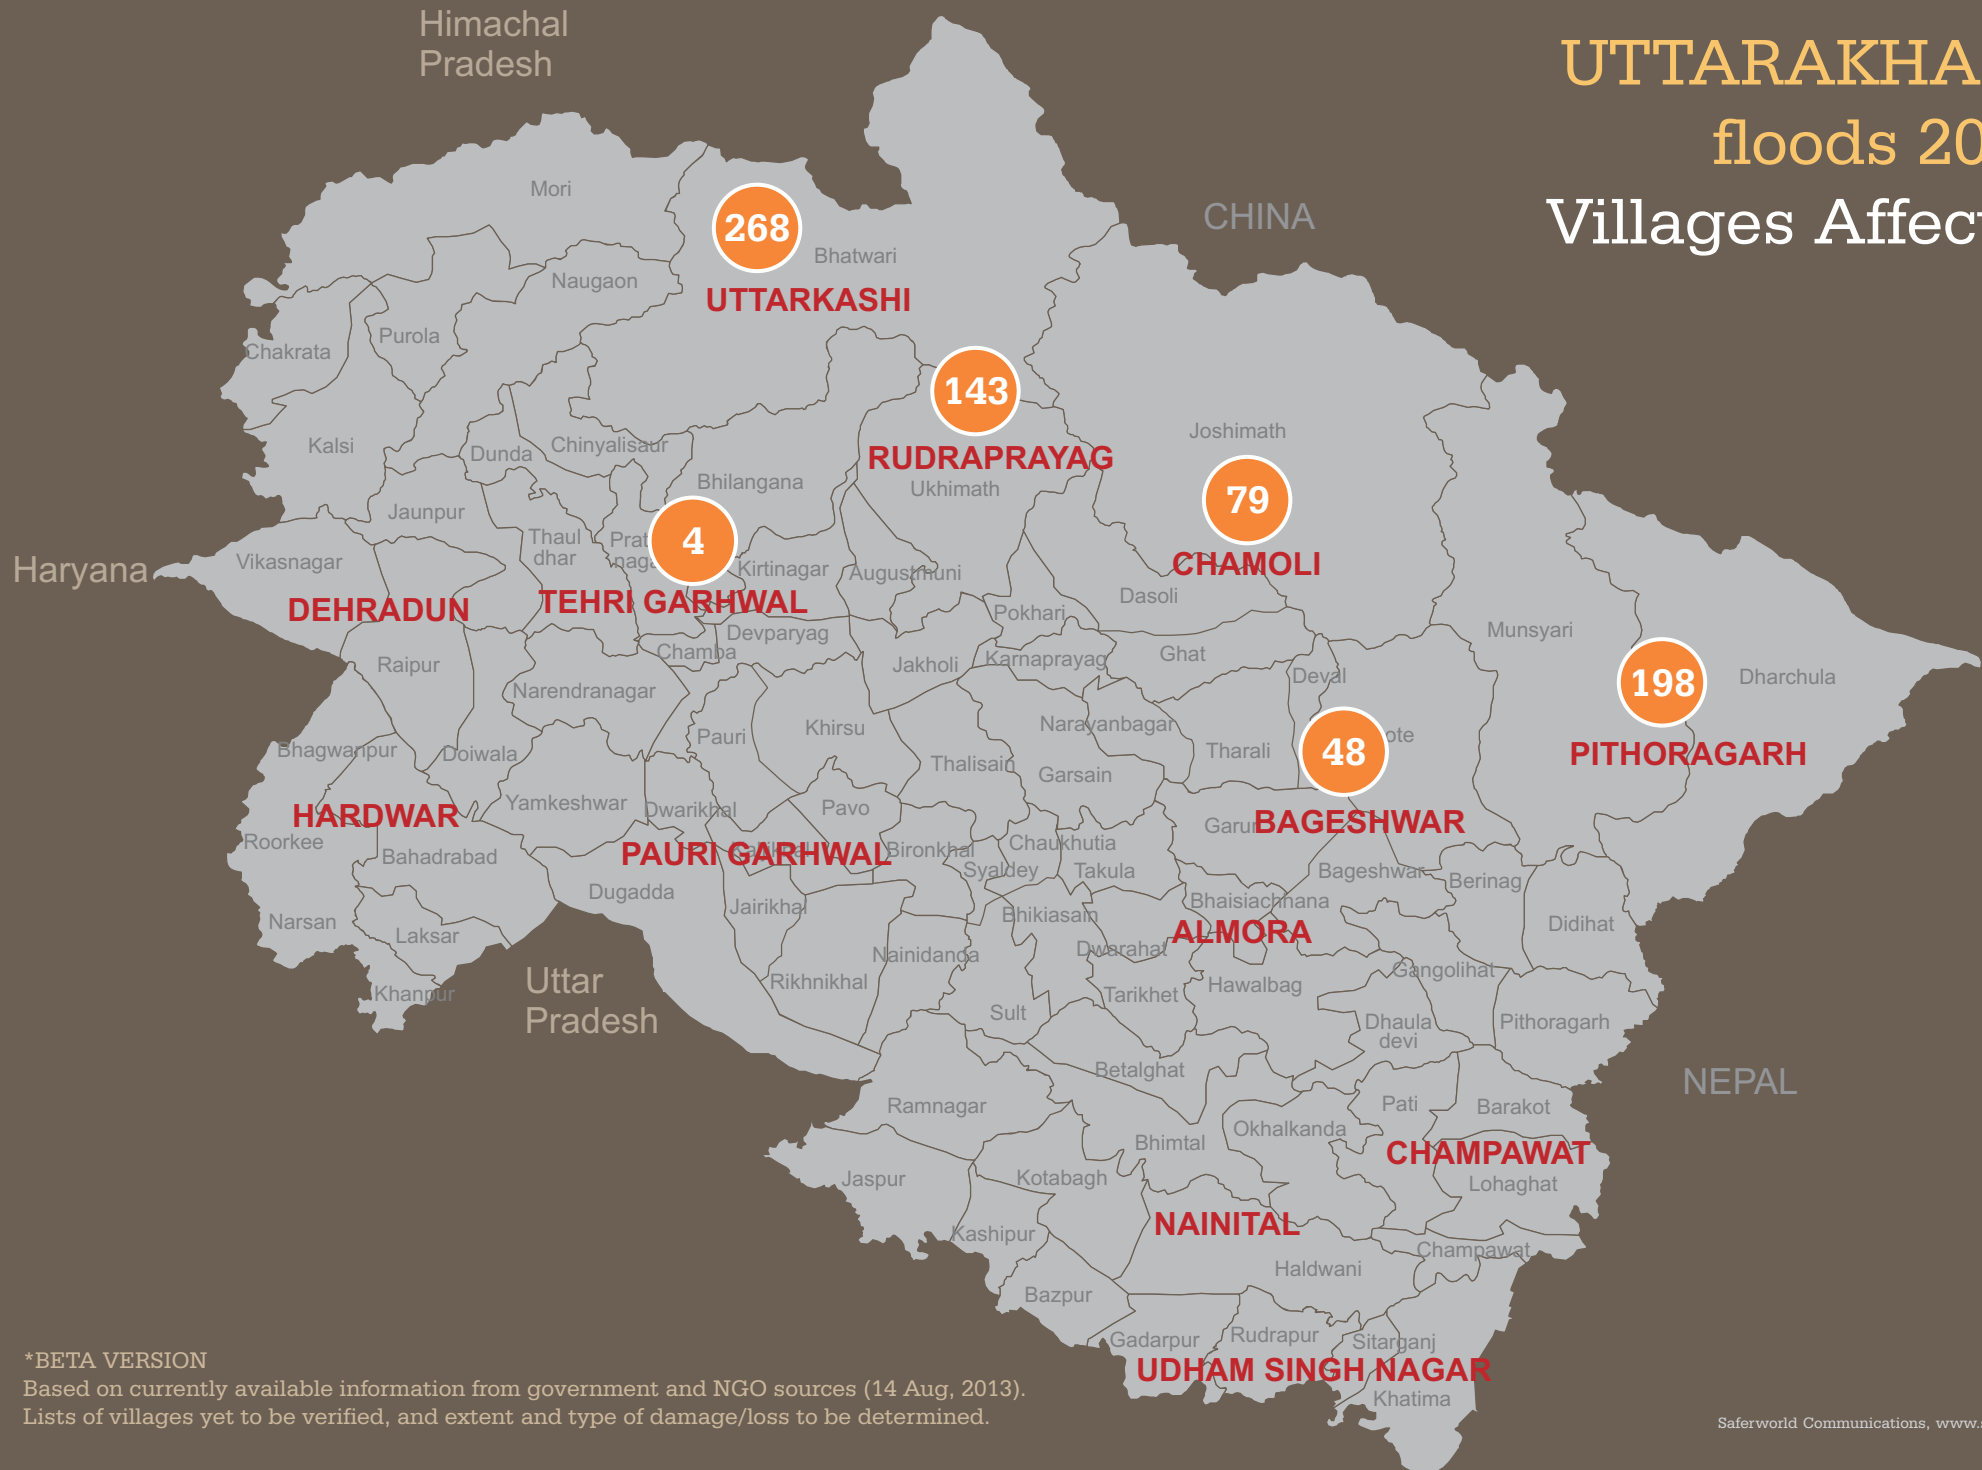 Himachal
Pradesh
UTTARAKHA
floods 20
Villages Affec
CHINA
Mori
268
Bhatwari
UTTARKASHI
Naugaon
Purola
Chakrata
143
RUDRAPRAYAG
Ukhimath
Joshimath
79
CHAMOLI
Kalsi
Dunda
Chinyalisaur
Bhilangana
Jaunpur
Thaul
dhar
Prat
naga
4
Kirtinagar
Augustmuni
TEHRI GARHWAL
Haryana
Vikasnagar
DEHRADUN
Dasoli
Pokhari
Devparyag
Chamba
Jakholi
Karnaprayag
Ghat
Deval
Munsyari
198
Dharchula
PITHORAGARH
Raipur
Narendranagar
Pauri
Khirsu
Narayanbagar
Tharali
48
ote
BAGESHWAR
Bhagwanpur
Doiwala
Thalisain
Garsain
Yamkeshwar
Dwarikhal
Pavo
HARDWAR
Garur
Roorkee
Bahadrabad
PAURI GARHWAL
Bironkhal
Chaukhutia
Syaldey
Takula
Bageshwar
Berinag
Dugadda
Jairikhal
Bhikiasain
Bhaisiachhana
ALMORA
Didihat
Narsan
Laksar
Nainidanda
Dwarahat
Khanpur
Uttar
Pradesh
Rikhnikhal
Sult
Tarikhet
Hawalbag
Gangolihat
Dhaula
devi
Pithoragarh
Betalghat
NEPAL
Ramnagar
Pati
Barakot
Bhimtal
Okhalkanda
CHAMPAWAT
Lohaghat
Jaspur
Kotabagh
NAINITAL
Kashipur
Champawat
Haldwani
Bazpur
Gadarpur
Rudrapur
Sitarganj
UDHAM SINGH NAGAR
Khatima
*BETA VERSION
Based on currently available information from government and NGO sources (14 Aug, 2013).
Lists of villages yet to be verified, and extent and type of damage/loss to be determined.
Saferworld Communications, www.s